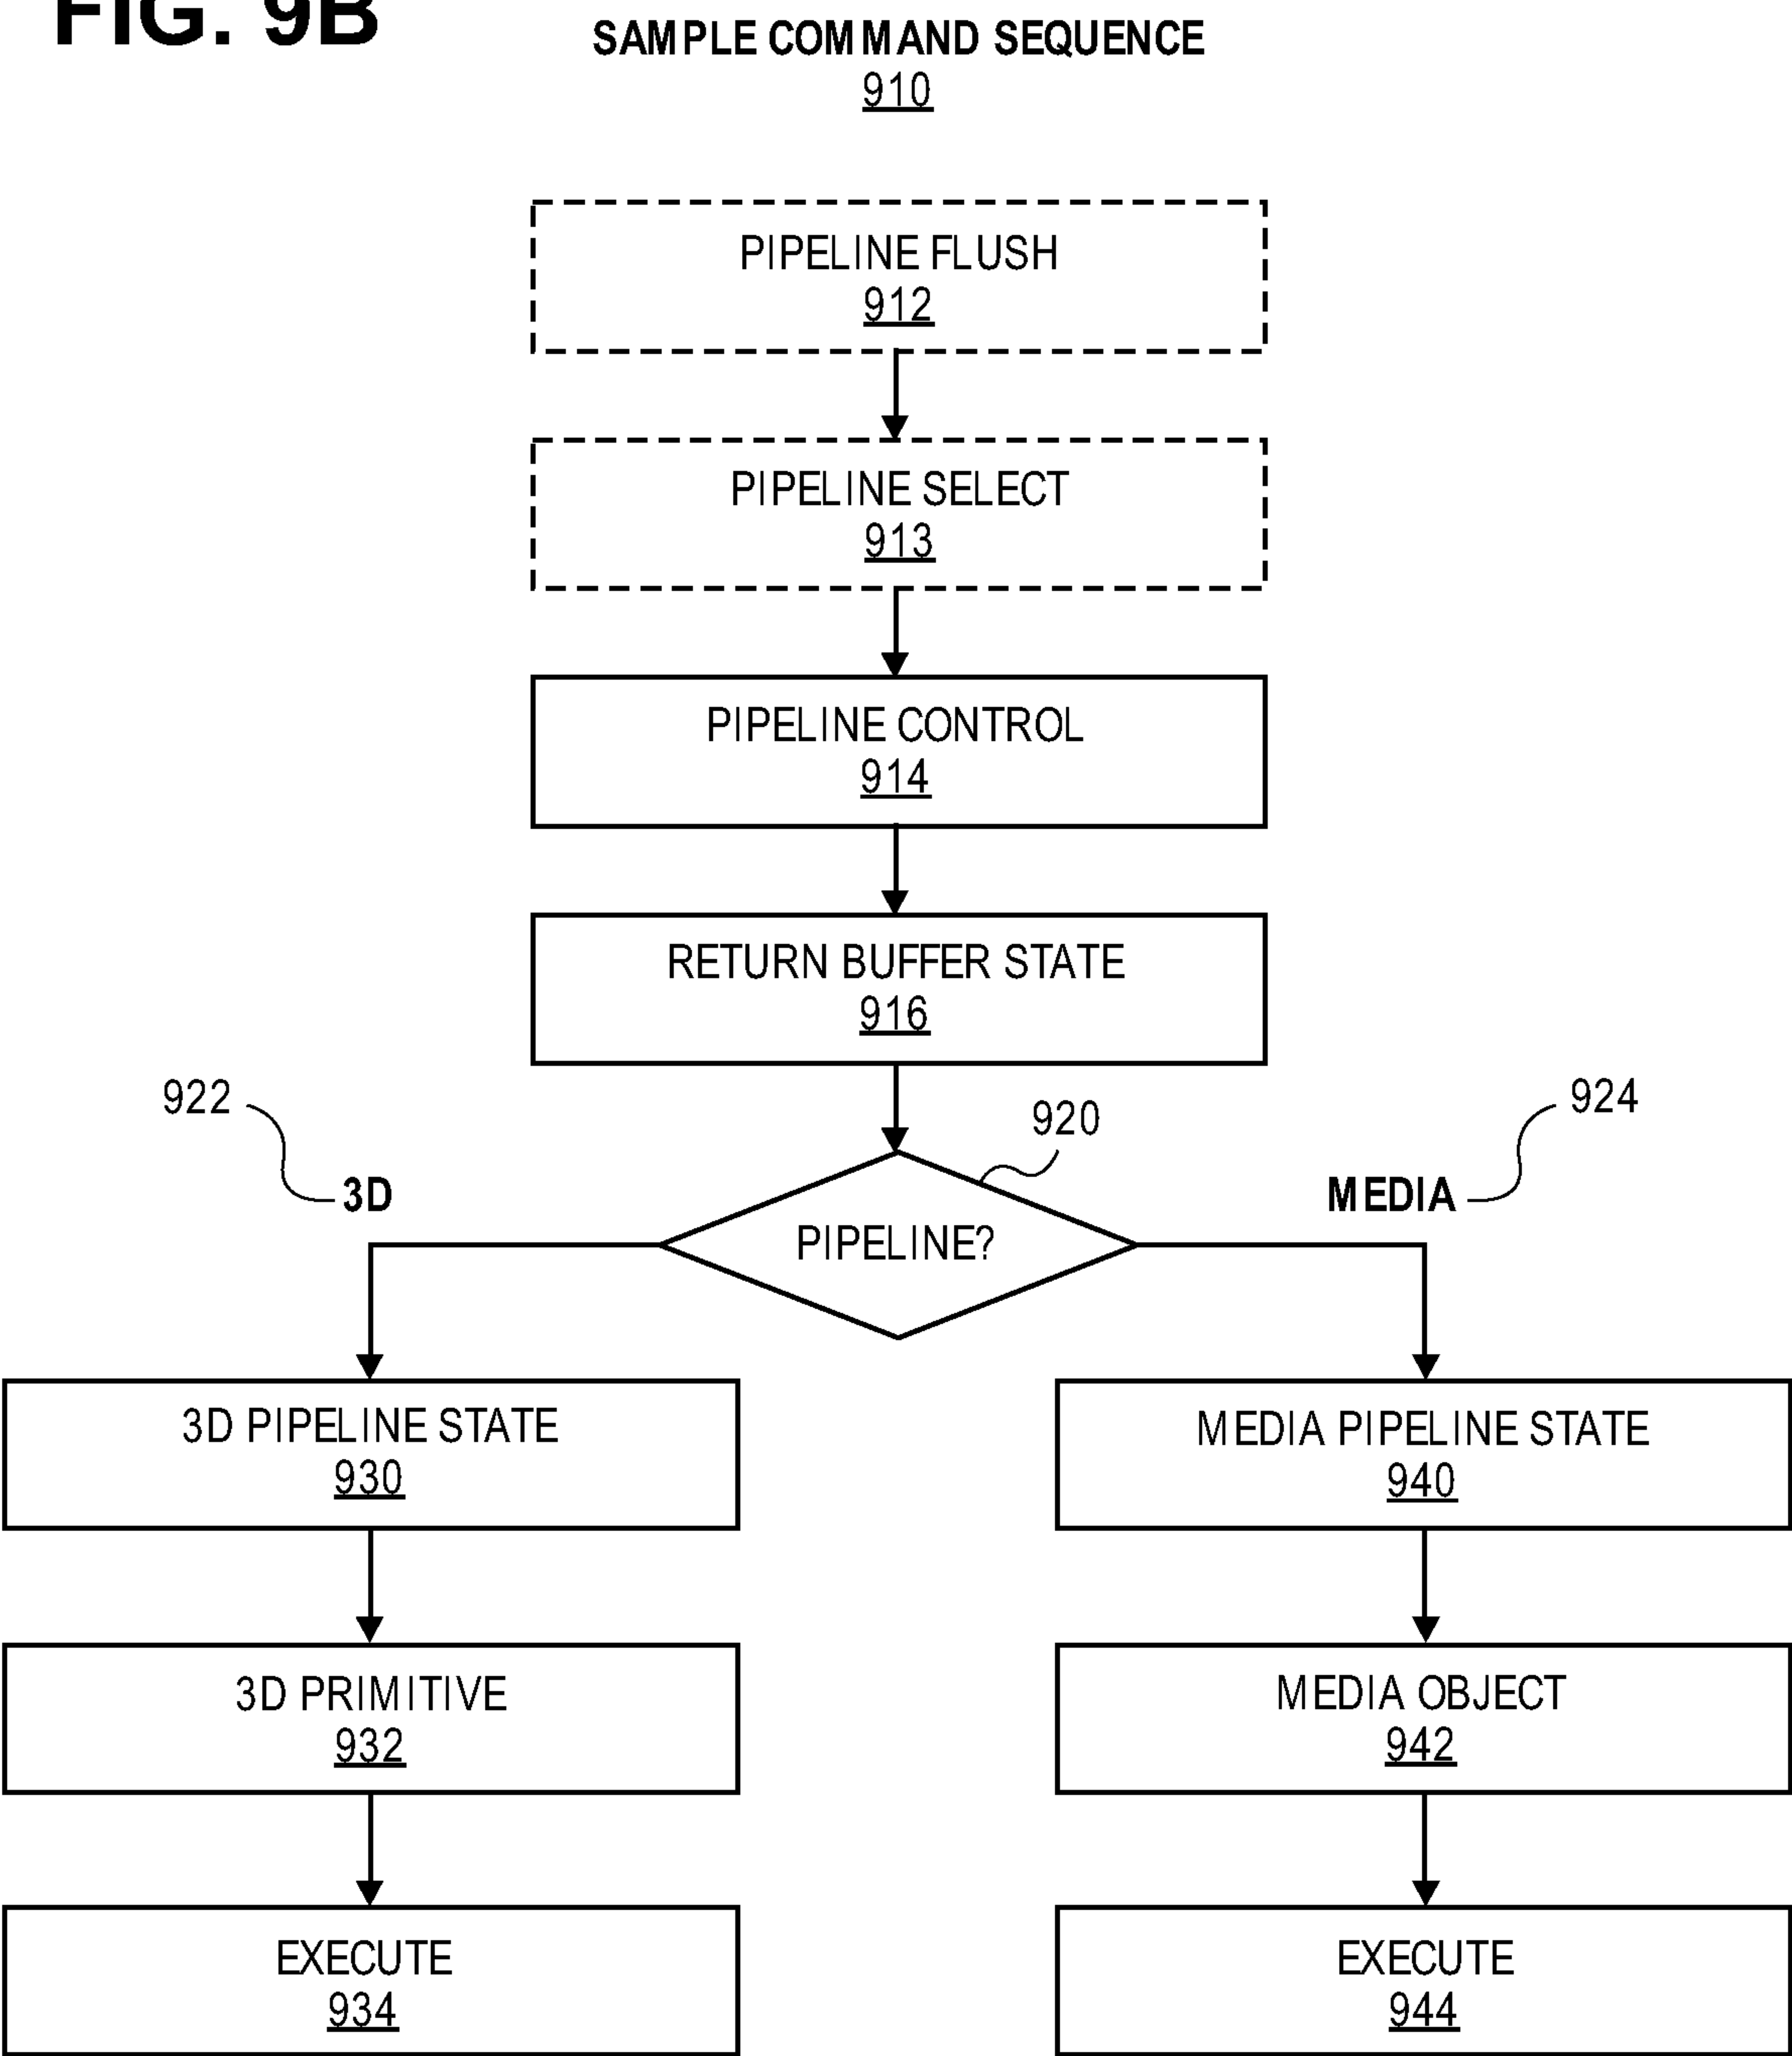 FIG. 9B
SAMPLE COMMAND SEQUENCE
910
PIPELINE FLUSH
912
PIPELINE SELECT
913
PIPELINE CONTROL
914
RETURN BUFFER STATE
916
922
920
924
3D
MEDIA
PIPELINE?
3D PIPELINE STATE
930
MEDIA PIPELINE STATE
940
3D PRIMITIVE
932
MEDIA OBJECT
942
EXECUTE
934
EXECUTE
944